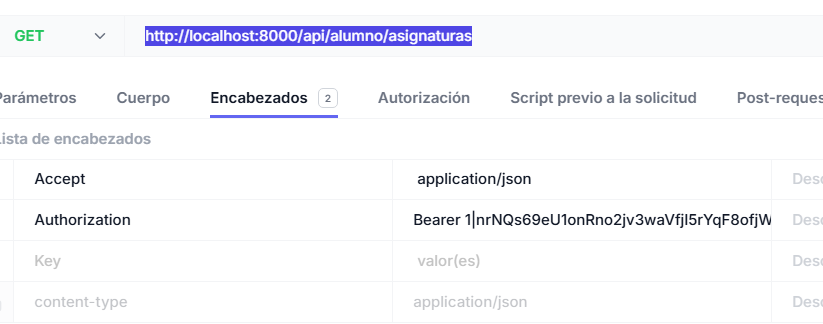 GET http://localhost:8000/api/alumno/asignaturas
Parámetros Cuerpo Encabezados 2 Autorización Script previo a la solicitud Post-reques
Lista de encabezados
Accept application/json Desc
Authorization Bearer 1|nrNQs69eU1onRno2jv3waVfjI5rYqF8ofjW Desc
Key valor(es) Desc
content-type application/json Desc